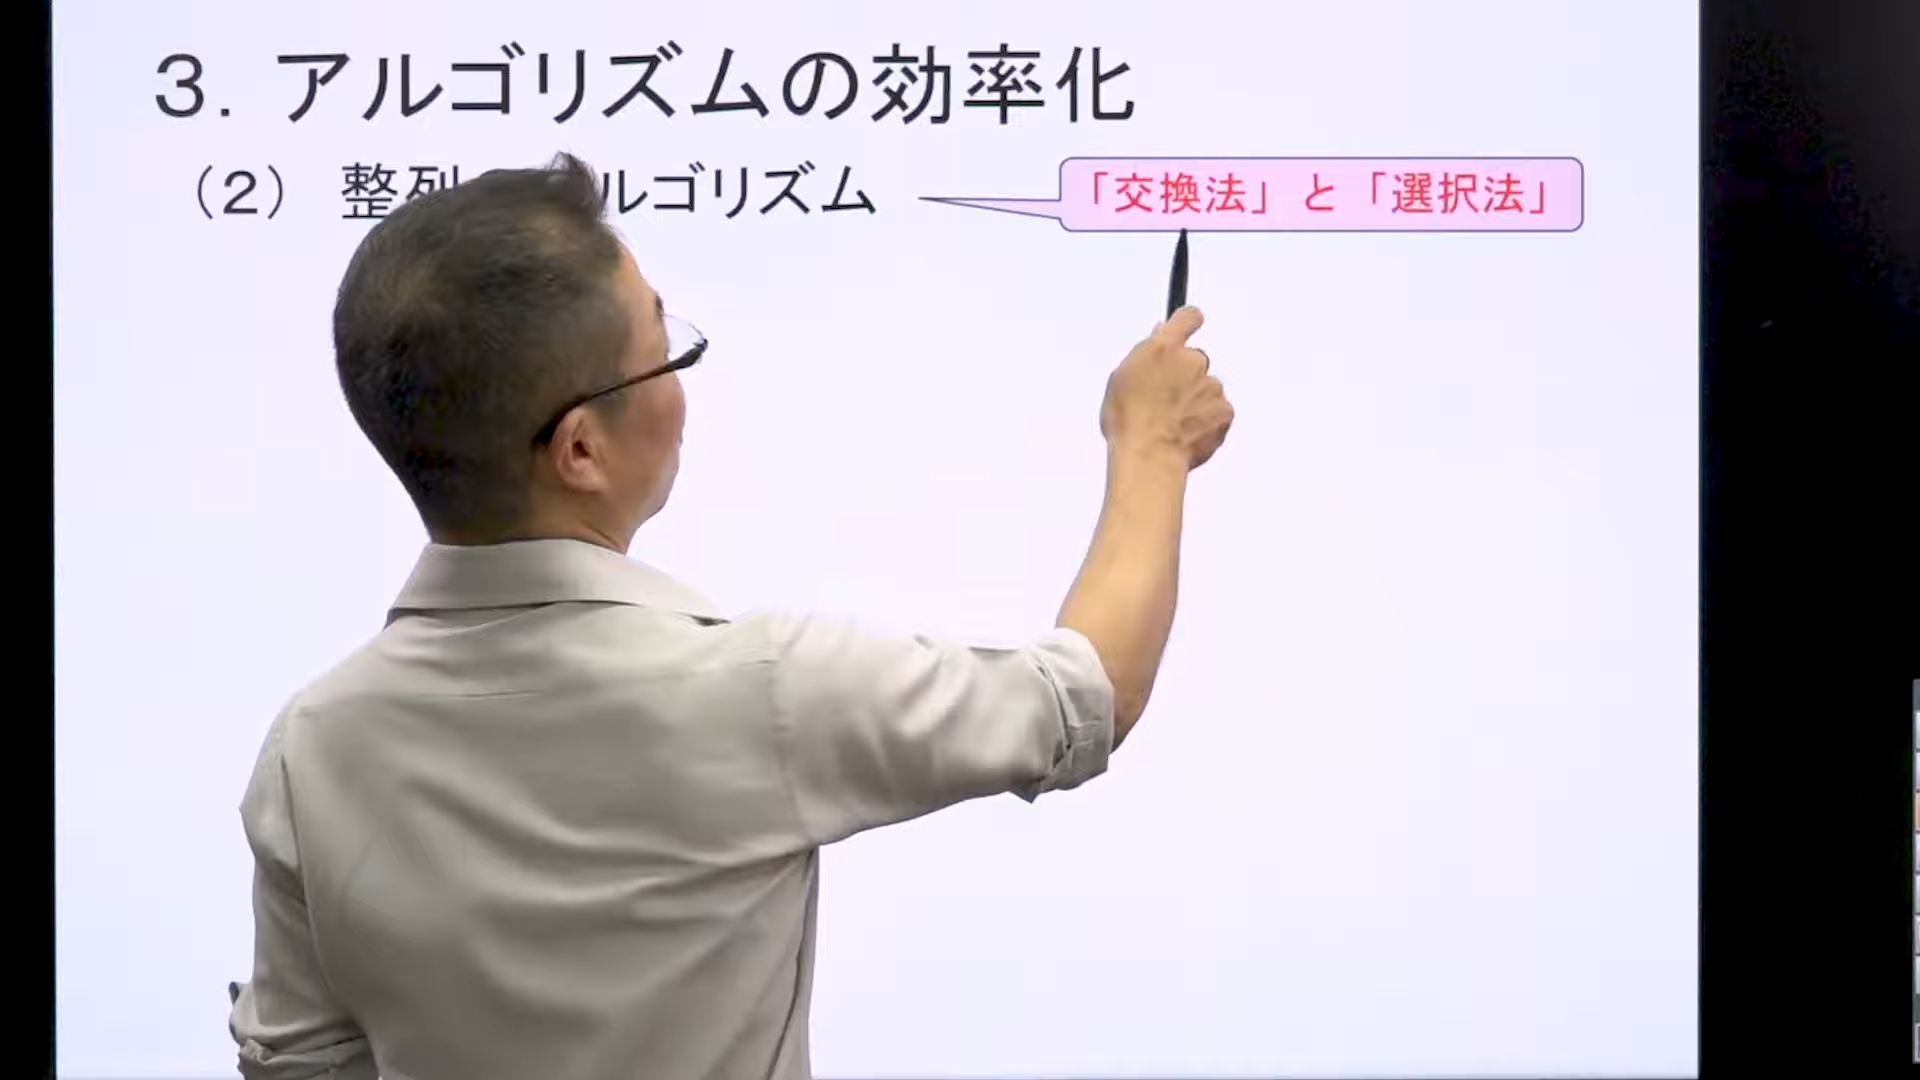 3. アルゴリズムの効率化
(2) 整列 ルゴリズム
「交換法」と「選択法」